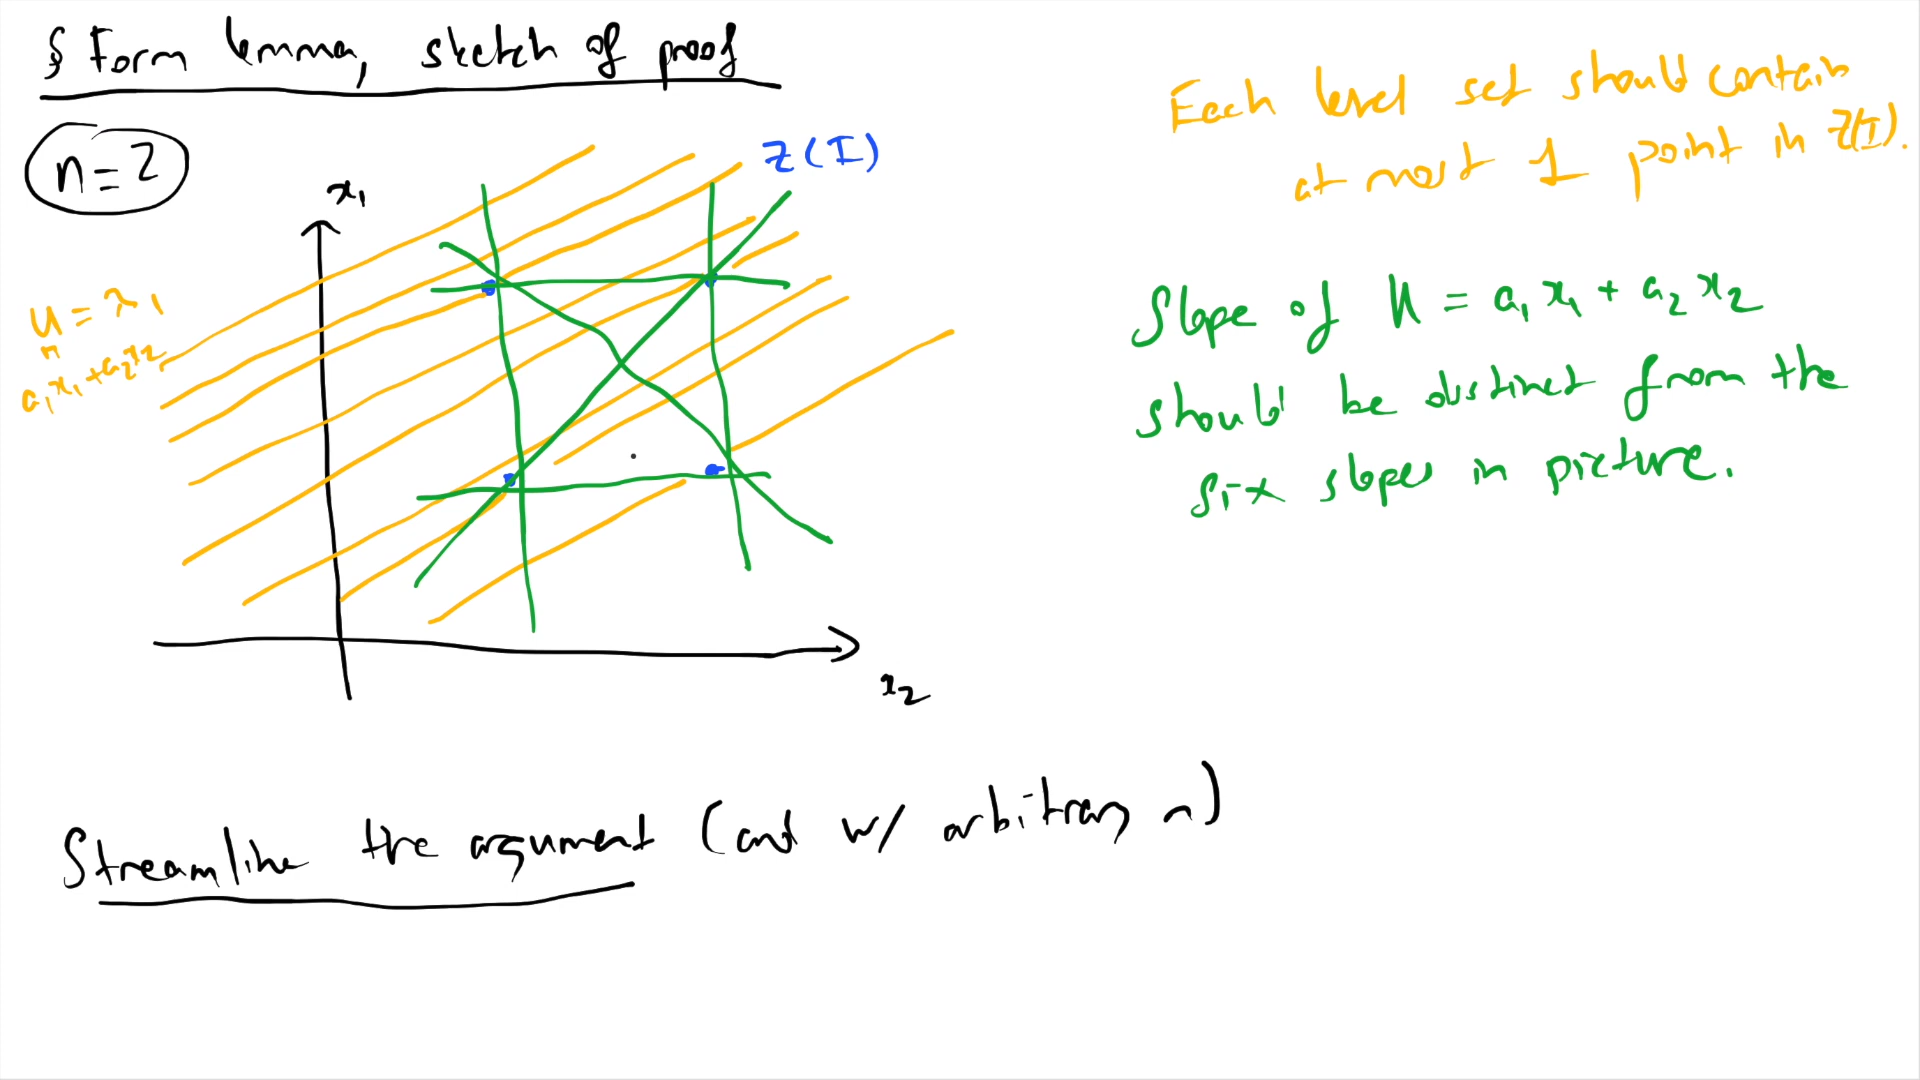 § Form lemma, sketch of proof
n=2
Z(I)
x₁
u = λ₁
a₁x₁+a₂x₂
x₂
Each level set should contain
at most 1 point in Z(I).
Slope of u = a₁x₁ + a₂x₂
should be distinct from the
six slopes in picture.
Streamline the argument (and w/ arbitrary n)